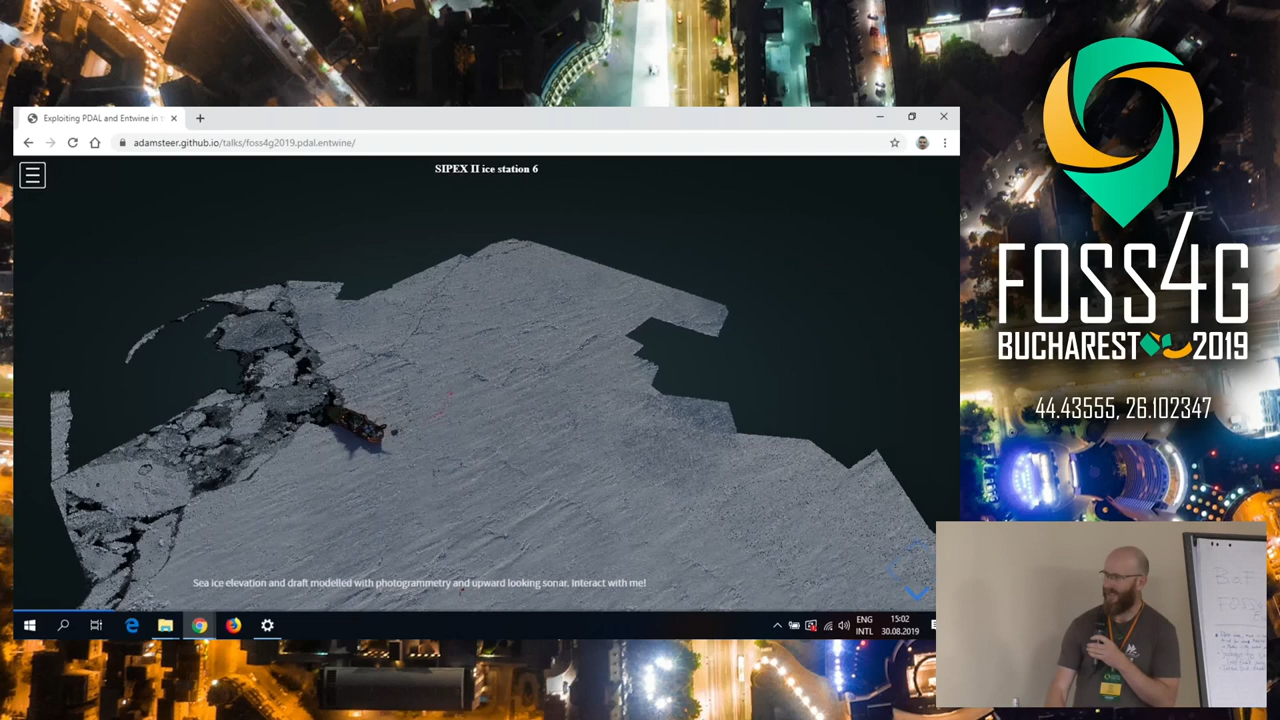 Exploiting PDAL and Entwine in t
adamsteer.github.io/talks/foss4g2019.pdal.entwine/
SIPEX II ice station 6
Sea ice elevation and draft modelled with photogrammetry and upward looking sonar. Interact with me!
ENG
INTL
15:02
30.08.2019
FOSS4G
BUCHAREST 2019
44.43555, 26.102347
BoF